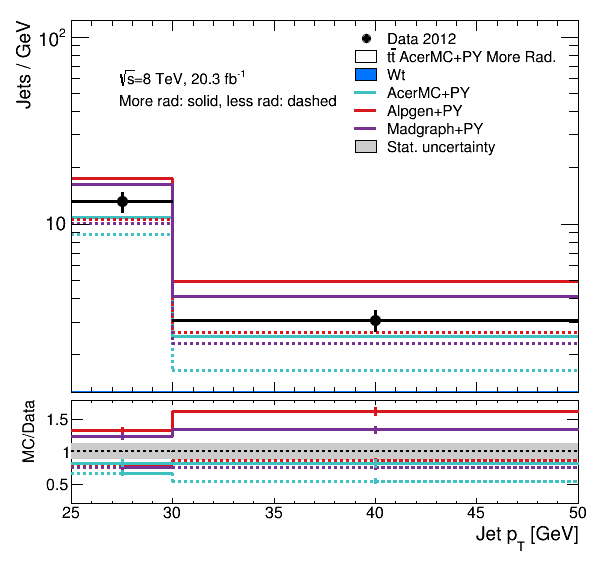 10²
Jets / GeV
Data 2012
tt̄ AcerMC+PY More Rad.
Wt
√s=8 TeV, 20.3 fb⁻¹
AcerMC+PY
More rad: solid, less rad: dashed
Alpgen+PY
Madgraph+PY
Stat. uncertainty
10
MC/Data
1.5
1
0.5
25 30 35 40 45 50
Jet p_T [GeV]